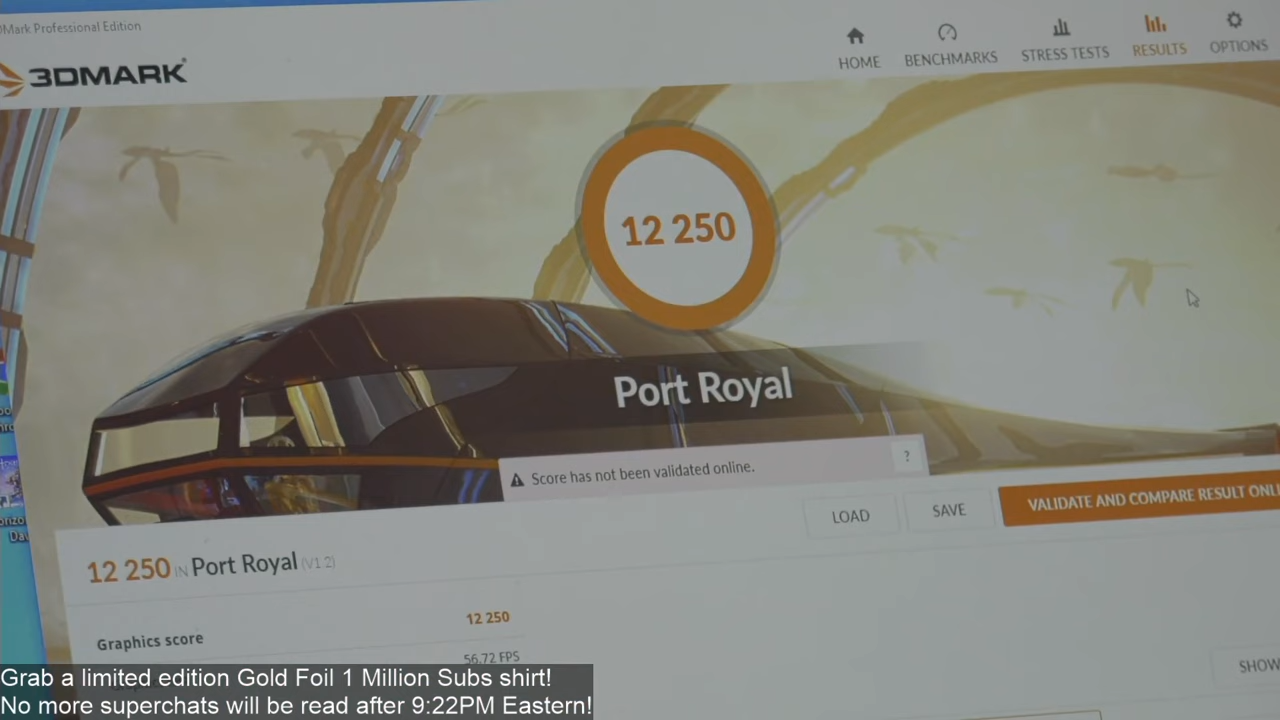 DMark Professional Edition
3DMARK
HOME
BENCHMARKS
STRESS TESTS
RESULTS
OPTIONS
12 250
Port Royal
Score has not been validated online.
?
LOAD
SAVE
VALIDATE AND COMPARE RESULT ONLI
12 250 IN Port Royal (V1.2)
Graphics score
12 250
56.72 FPS
SHOW
Grab a limited edition Gold Foil 1 Million Subs shirt!
No more superchats will be read after 9:22PM Eastern!